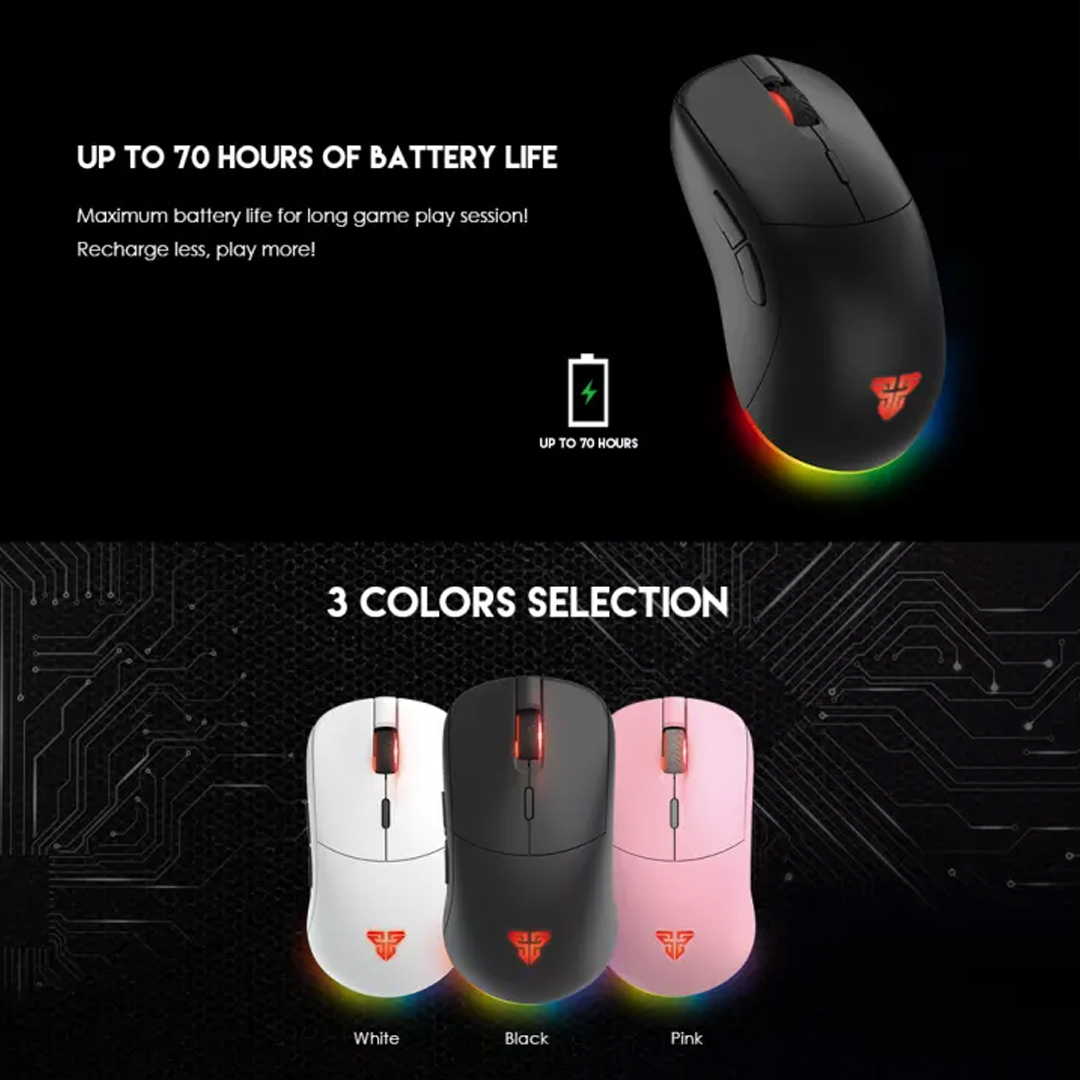 UP TO 70 HOURS OF BATTERY LIFE
Maximum battery life for long game play session!
Recharge less, play more!
UP TO 70 HOURS
3 COLORS SELECTION
White
Black
Pink